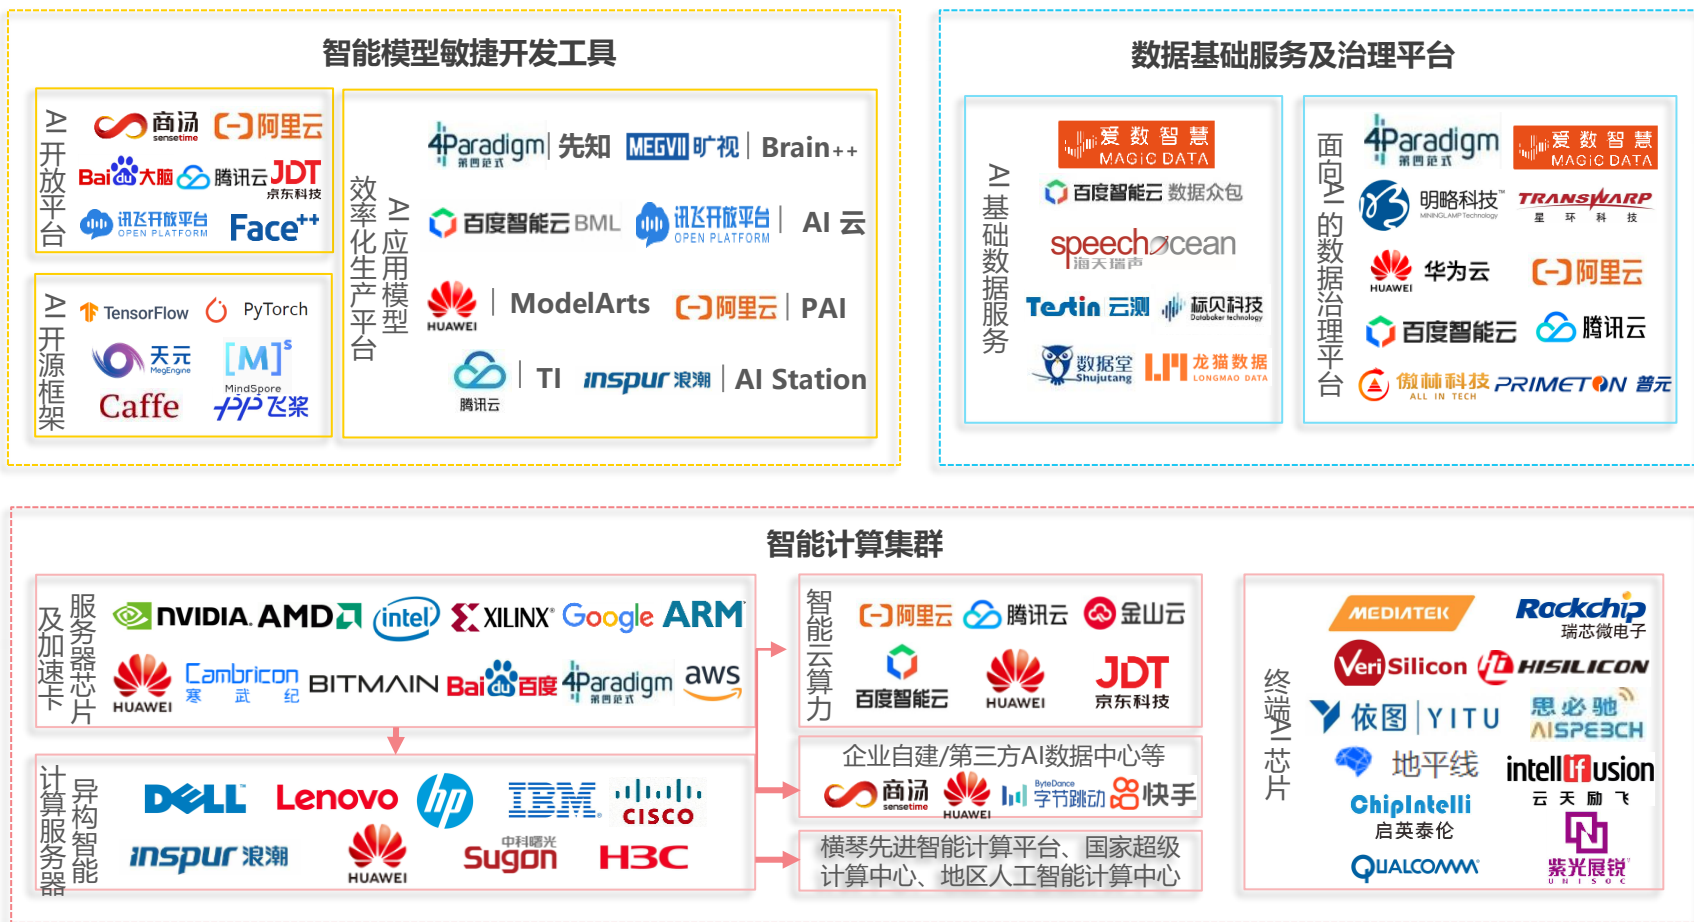 智能模型敏捷开发工具
AI开放平台
商汤
sensetime
阿里云
Baidu大脑
腾讯云
JDT
京东科技
讯飞开放平台
OPEN PLATFORM
Face++
AI开源框架
TensorFlow
PyTorch
天元
MegEngine
[M]s
MindSpore
Caffe
飞桨
AI应用模型
效率化生产平台
4Paradigm
第四范式
| 先知
MEGVII旷视 | Brain++
百度智能云 BML
讯飞开放平台 | AI 云
OPEN PLATFORM
HUAWEI | ModelArts
阿里云 | PAI
腾讯云 | TI
inspur 浪潮 | AI Station
数据基础服务及治理平台
AI基础数据服务
爱数智慧
MAGIC DATA
百度智能云 数据众包
speechocean
海天瑞声
Testin 云测
标贝科技
Databaker technology
数据堂
Shujutang
龙猫数据
LONGMAO DATA
面向AI的数据治理平台
4Paradigm
第四范式
爱数智慧
MAGIC DATA
明略科技™
MININGLAMP Technology
TRANSWARP
星环科技
HUAWEI
华为云
阿里云
百度智能云
腾讯云
傲林科技
ALL IN TECH
PRIMETON 普元
智能计算集群
服务器芯片
及加速卡
NVIDIA.
AMD
intel
XILINX
Google
ARM
HUAWEI
Cambricon
寒武纪
BITMAIN
Baidu百度
4Paradigm
第四范式
aws
异构智能
计算服务器
DELL
Lenovo
hp
IBM
CISCO
inspur 浪潮
HUAWEI
中科曙光
Sugon
H3C
智能云算力
阿里云
腾讯云
金山云
百度智能云
HUAWEI
JDT
京东科技
企业自建/第三方AI数据中心等
商汤
sensetime
HUAWEI
ByteDance
字节跳动
快手
横琴先进智能计算平台、国家超级
计算中心、地区人工智能计算中心
终端AI芯片
MEDIATEK
Rockchip
瑞芯微电子
VeriSilicon
HISILICON
依图 | YITU
思必驰
AISPEECH
地平线
intellifusion
云天励飞
ChipIntelli
启英泰伦
QUALCOMM
紫光展锐
UNISOC